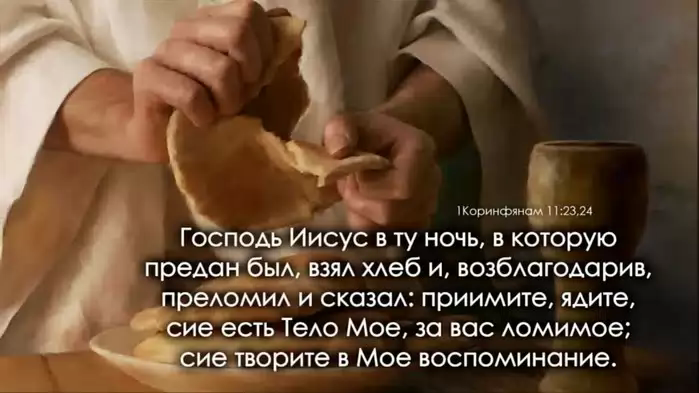 1Коринфянам 11:23,24
Господь Иисус в ту ночь, в которую
предан был, взял хлеб и, возблагодарив,
преломил и сказал: приимите, ядите,
сие есть Тело Мое, за вас ломимое;
сие творите в Мое воспоминание.